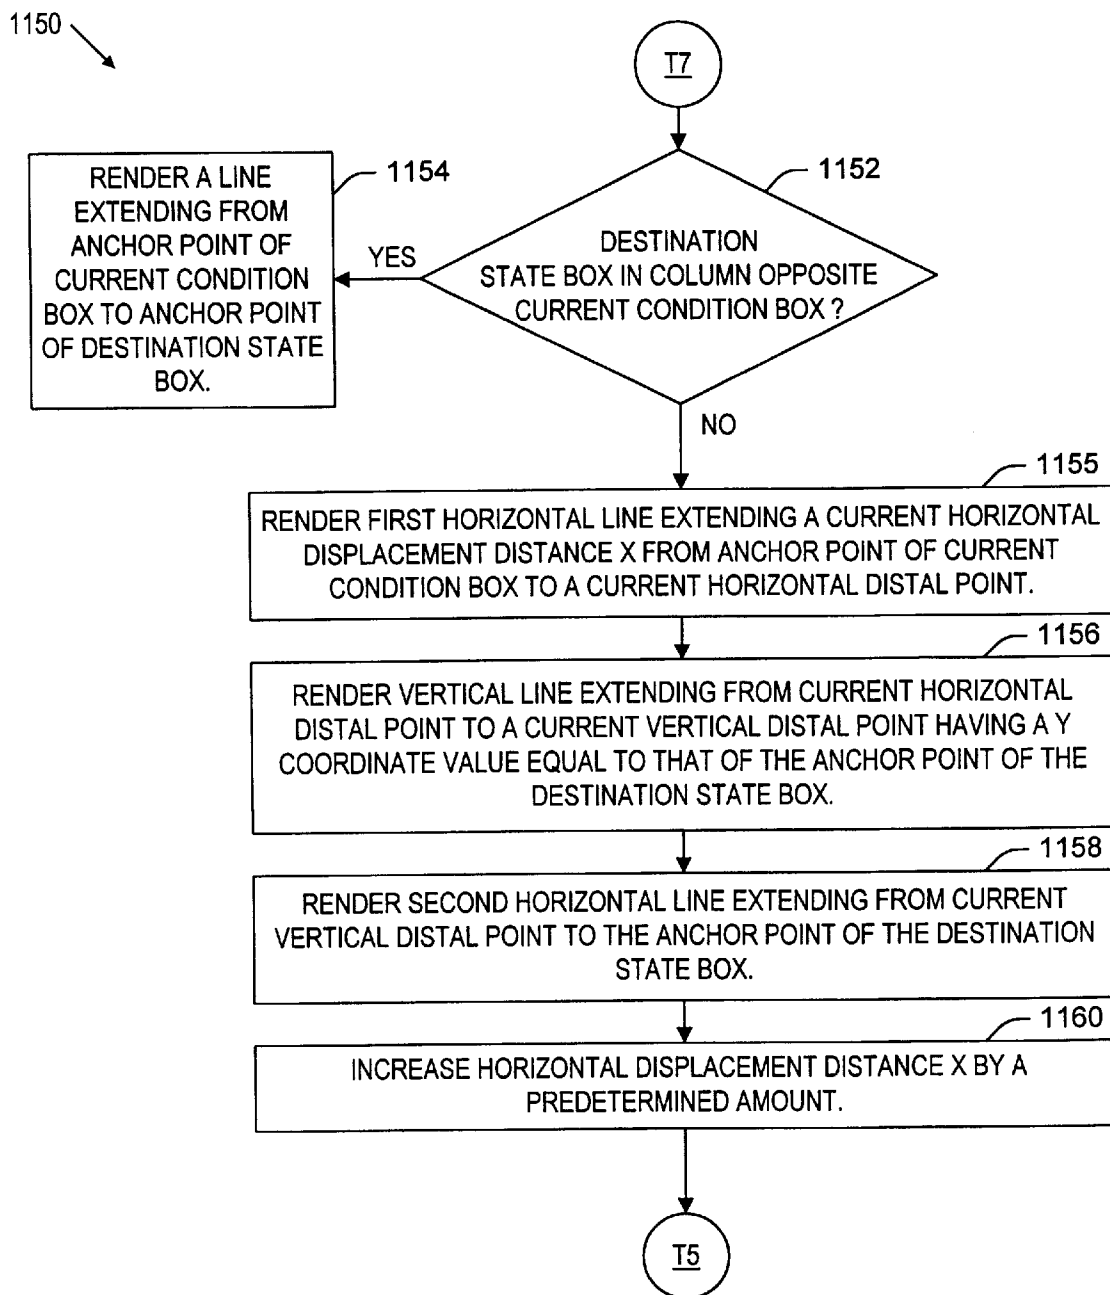 1150
T7
1152
DESTINATION
STATE BOX IN COLUMN OPPOSITE
CURRENT CONDITION BOX ?
YES
1154
RENDER A LINE
EXTENDING FROM
ANCHOR POINT OF
CURRENT CONDITION
BOX TO ANCHOR POINT
OF DESTINATION STATE
BOX.
NO
1155
RENDER FIRST HORIZONTAL LINE EXTENDING A CURRENT HORIZONTAL
DISPLACEMENT DISTANCE X FROM ANCHOR POINT OF CURRENT
CONDITION BOX TO A CURRENT HORIZONTAL DISTAL POINT.
1156
RENDER VERTICAL LINE EXTENDING FROM CURRENT HORIZONTAL
DISTAL POINT TO A CURRENT VERTICAL DISTAL POINT HAVING A Y
COORDINATE VALUE EQUAL TO THAT OF THE ANCHOR POINT OF THE
DESTINATION STATE BOX.
1158
RENDER SECOND HORIZONTAL LINE EXTENDING FROM CURRENT
VERTICAL DISTAL POINT TO THE ANCHOR POINT OF THE DESTINATION
STATE BOX.
1160
INCREASE HORIZONTAL DISPLACEMENT DISTANCE X BY A
PREDETERMINED AMOUNT.
T5